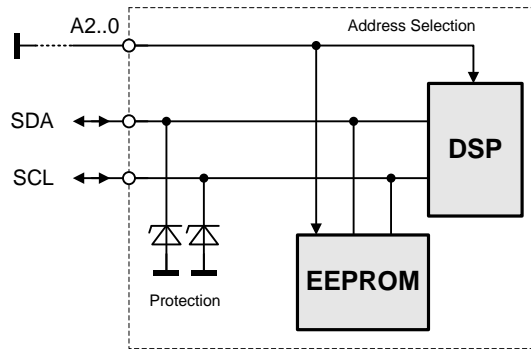 A2..0
Address Selection
SDA
DSP
SCL
EEPROM
Protection